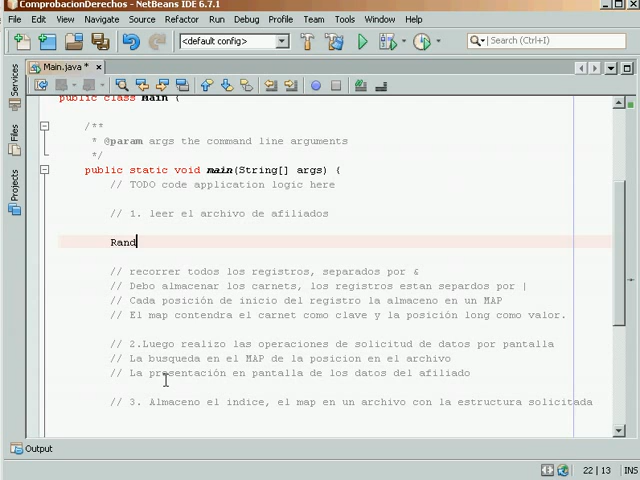 ComprobacionDerechos - NetBeans IDE 6.7.1
File Edit View Navigate Source Refactor Run Debug Profile Team Tools Window Help
<default config>
Search (Ctrl+I)
Main.java *
public class Main {
/**
* @param args the command line arguments
*/
public static void main(String[] args) {
// TODO code application logic here
// 1. leer el archivo de afiliados
Rand
// recorrer todos los registros, separados por &
// Debo almacenar los carnets, los registros estan separdos por |
// Cada posición de inicio del registro la almaceno en un MAP
// El map contendra el carnet como clave y la posición long como valor.
// 2.Luego realizo las operaciones de solicitud de datos por pantalla
// La busqueda en el MAP de la posicion en el archivo
// La presentación en pantalla de los datos del afiliado
// 3. Almaceno el indice, el map en un archivo con la estructura solicitada
Services
Files
Projects
Output
22 | 13 INS